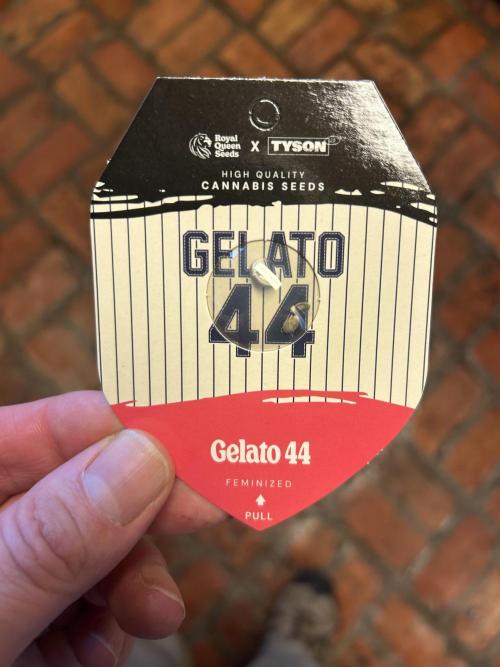 Royal
Queen
Seeds
X
TYSON
HIGH QUALITY
CANNABIS SEEDS
GELATO
44
Gelato 44
FEMINIZED
PULL